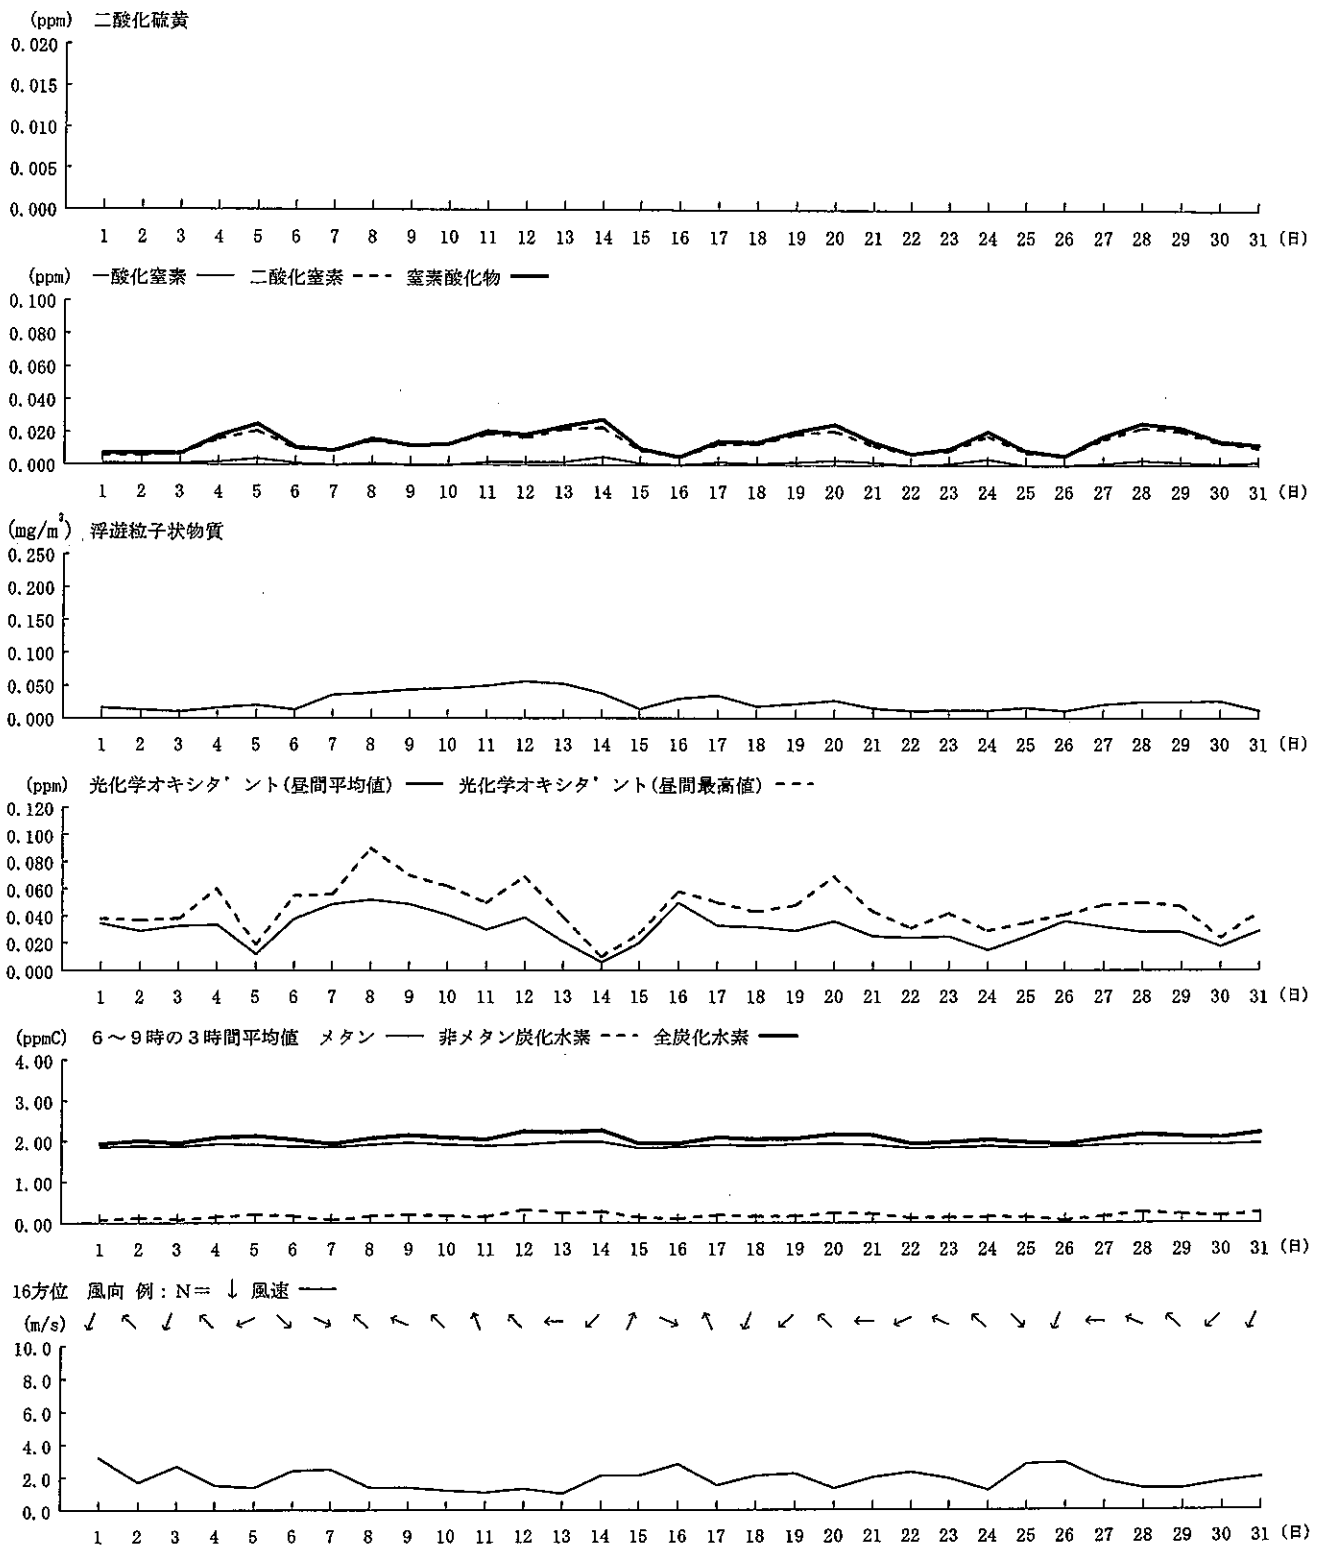 (ppm) 二酸化硫黄
0.020
0.015
0.010
0.005
0.000
1 2 3 4 5 6 7 8 9 10 11 12 13 14 15 16 17 18 19 20 21 22 23 24 25 26 27 28 29 30 31 (日)
(ppm) 一酸化窒素 二酸化窒素 窒素酸化物
0.100
0.080
0.060
0.040
0.020
0.000
1 2 3 4 5 6 7 8 9 10 11 12 13 14 15 16 17 18 19 20 21 22 23 24 25 26 27 28 29 30 31 (日)
(mg/m³) 浮遊粒子状物質
0.250
0.200
0.150
0.100
0.050
0.000
1 2 3 4 5 6 7 8 9 10 11 12 13 14 15 16 17 18 19 20 21 22 23 24 25 26 27 28 29 30 31 (日)
(ppm) 光化学オキシタ゛ント(昼間平均値) 光化学オキシタ゛ント(昼間最高値)
0.120
0.100
0.080
0.060
0.040
0.020
0.000
1 2 3 4 5 6 7 8 9 10 11 12 13 14 15 16 17 18 19 20 21 22 23 24 25 26 27 28 29 30 31 (日)
(ppmC) 6～9時の3時間平均値 メタン 非メタン炭化水素 全炭化水素
4.00
3.00
2.00
1.00
0.00
1 2 3 4 5 6 7 8 9 10 11 12 13 14 15 16 17 18 19 20 21 22 23 24 25 26 27 28 29 30 31 (日)
16方位 風向 例：N＝ ↓ 風速
(m/s)
10.0
8.0
6.0
4.0
2.0
0.0
1 2 3 4 5 6 7 8 9 10 11 12 13 14 15 16 17 18 19 20 21 22 23 24 25 26 27 28 29 30 31 (日)